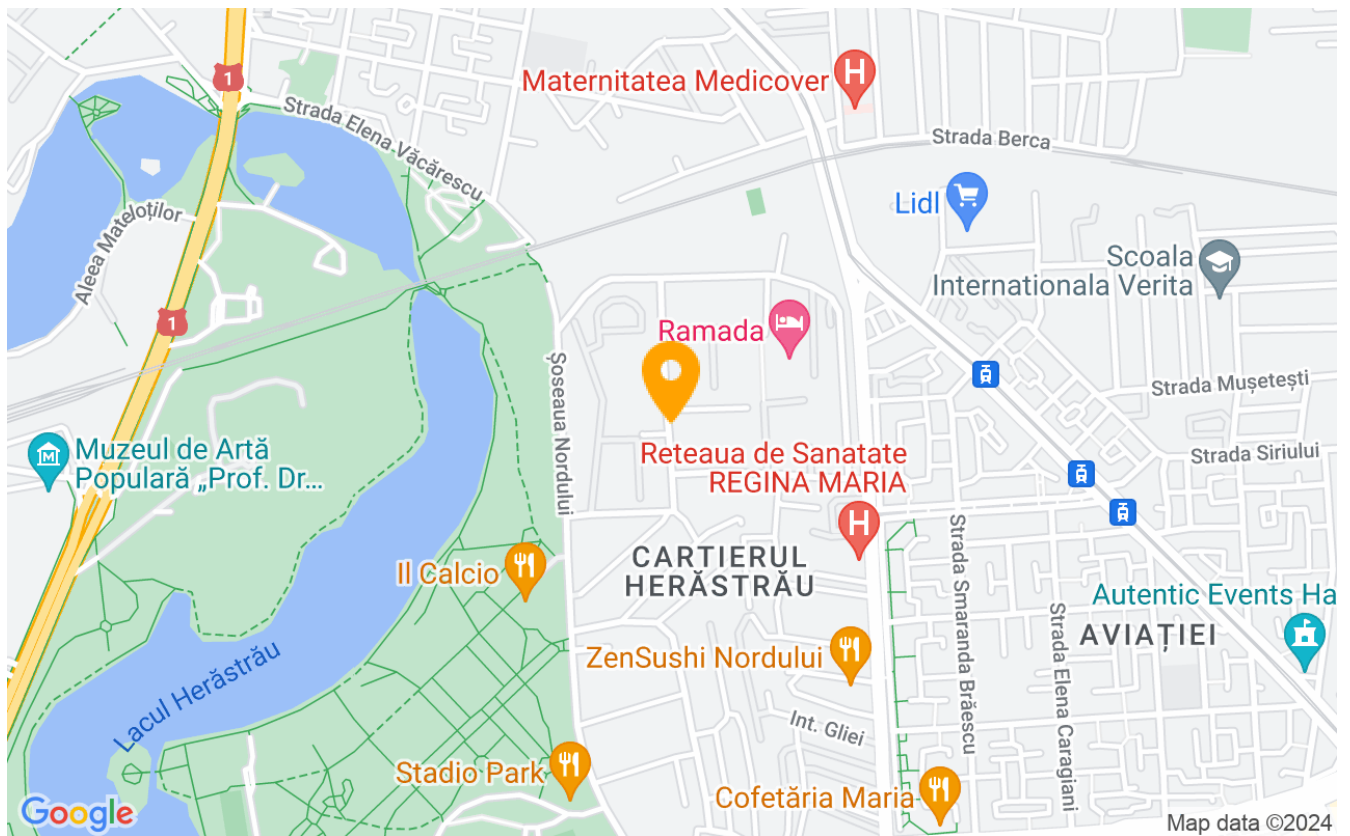 1
Maternitatea Medicover
H
Strada Elena Văcărescu
Strada Berca
Lidl
Aleea Mateloților
Scoala
Internationala Verita
1
Ramada
Șoseaua Nordului
Strada Mușetești
Muzeul de Artă
Populară „Prof. Dr...
M
Reteaua de Sanatate
REGINA MARIA
H
Strada Siriului
CARTIERUL
HERĂSTRĂU
Il Calcio
Strada Smaranda Brăescu
Strada Elena Caragiani
Autentic Events Ha
AVIAȚIEI
ZenSushi Nordului
Lacul Herăstrău
Int. Gliei
Stadio Park
Cofetăria Maria
Google
Map data ©2024